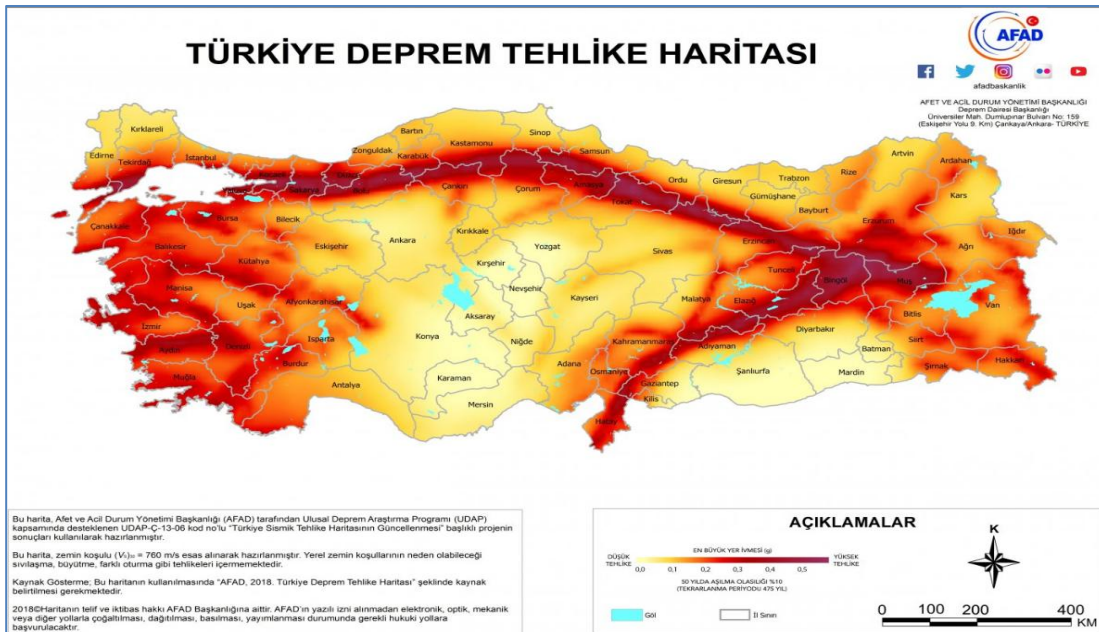 TÜRKİYE DEPREM TEHLİKE HARİTASI
AFAD
afadbaskanlik
AFET VE ACİL DURUM YÖNETİMİ BAŞKANLIĞI
Deprem Dairesi Başkanlığı
Üniversiler Mah. Dumlupınar Bulvarı No: 159
(Eskişehir Yolu 9. Km) Çankaya/Ankara- TÜRKİYE
Kırklareli
Edirne
Tekirdağ
İstanbul
Bartın
Zonguldak
Karabük
Kastamonu
Sinop
Samsun
Ordu
Giresun
Trabzon
Rize
Artvin
Ardahan
Kars
Gümüşhane
Bayburt
Erzurum
Iğdır
Ağrı
Çankırı
Çorum
Amasya
Tokat
Bolu
Sakarya
Çanakkale
Bursa
Bilecik
Eskişehir
Ankara
Kırıkkale
Yozgat
Sivas
Erzincan
Tunceli
Bingöl
Muş
Van
Bitlis
Balıkesir
Kütahya
Kırşehir
Nevşehir
Kayseri
Malatya
Elazığ
Diyarbakır
Batman
Siirt
Hakkari
Şırnak
Mardin
Manisa
Uşak
Afyonkarahisar
Aksaray
Konya
Niğde
Kahramanmaraş
Adıyaman
Şanlıurfa
İzmir
Aydın
Denizli
Isparta
Burdur
Muğla
Antalya
Karaman
Mersin
Adana
Osmaniye
Gaziantep
Kilis
Hatay
Bu harita, Afet ve Acil Durum Yönetimi Başkanlığı (AFAD) tarafından Ulusal Deprem Araştırma Programı (UDAP)
kapsamında desteklenen UDAP-Ç-13-06 kod no'lu "Türkiye Sismik Tehlike Haritasının Güncellenmesi" başlıklı projenin
sonuçları kullanılarak hazırlanmıştır.
Bu harita, zemin koşulu (Vₛ)₃₀ = 760 m/s esas alınarak hazırlanmıştır. Yerel zemin koşullarının neden olabileceği
sıvılaşma, büyütme, farklı oturma gibi tehlikeleri içermemektedir.
Kaynak Gösterme; Bu haritanın kullanılmasında "AFAD, 2018. Türkiye Deprem Tehlike Haritası" şeklinde kaynak
belirtilmesi gerekmektedir.
2018©Haritanın telif ve iktibas hakkı AFAD Başkanlığına aittir. AFAD'ın yazılı izni alınmadan elektronik, optik, mekanik
veya diğer yollarla çoğaltılması, dağıtılması, basılması, yayımlanması durumunda gerekli hukuki yollara
başvurulacaktır.
AÇIKLAMALAR
EN BÜYÜK YER İVMESİ (g)
DÜŞÜK TEHLİKE
YÜKSEK TEHLİKE
0,0 0,1 0,2 0,3 0,4 0,5
50 YILDA AŞILMA OLASILIĞI %10
(TEKRARLANMA PERİYODU 475 YIL)
Göl
İl Sınırı
K
0 100 200 400
KM